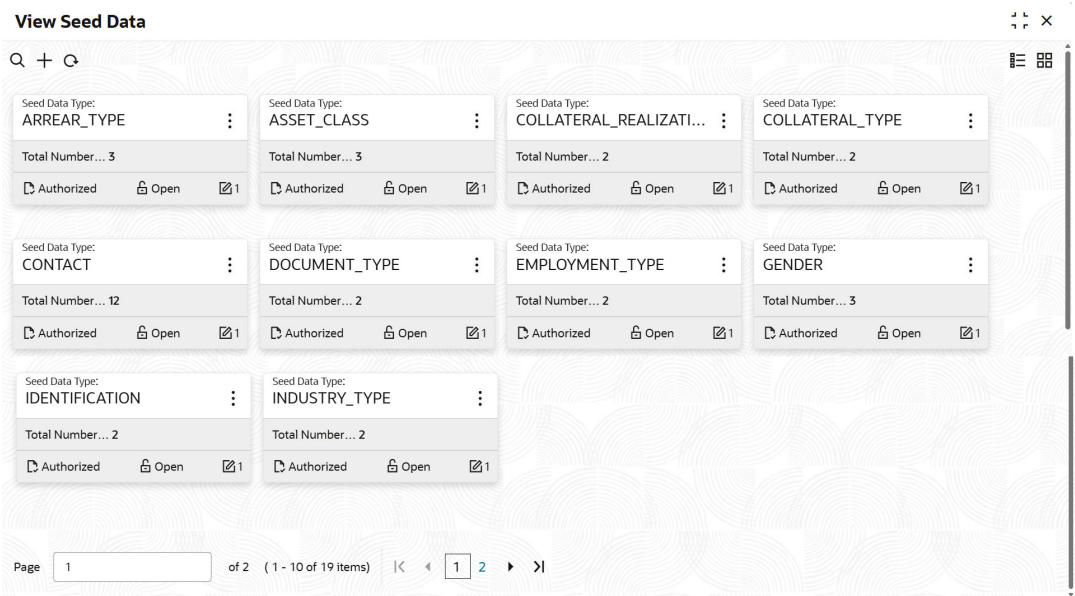 View Seed Data
Seed Data Type: Seed Data Type: Seed Data Type: Seed Data Type:
ARREAR_TYPE ASSET_CLASS COLLATERAL_REALIZATI... COLLATERAL_TYPE
Total Number... 3 Total Number... 3 Total Number... 2 Total Number... 2
Authorized Open 1 Authorized Open 1 Authorized Open 1 Authorized Open 1
Seed Data Type: Seed Data Type: Seed Data Type: Seed Data Type:
CONTACT DOCUMENT_TYPE EMPLOYMENT_TYPE GENDER
Total Number... 12 Total Number... 2 Total Number... 2 Total Number... 3
Authorized Open 1 Authorized Open 1 Authorized Open 1 Authorized Open 1
Seed Data Type: Seed Data Type:
IDENTIFICATION INDUSTRY_TYPE
Total Number... 2 Total Number... 2
Authorized Open 1 Authorized Open 1
Page 1 of 2 ( 1 - 10 of 19 items) 1 2